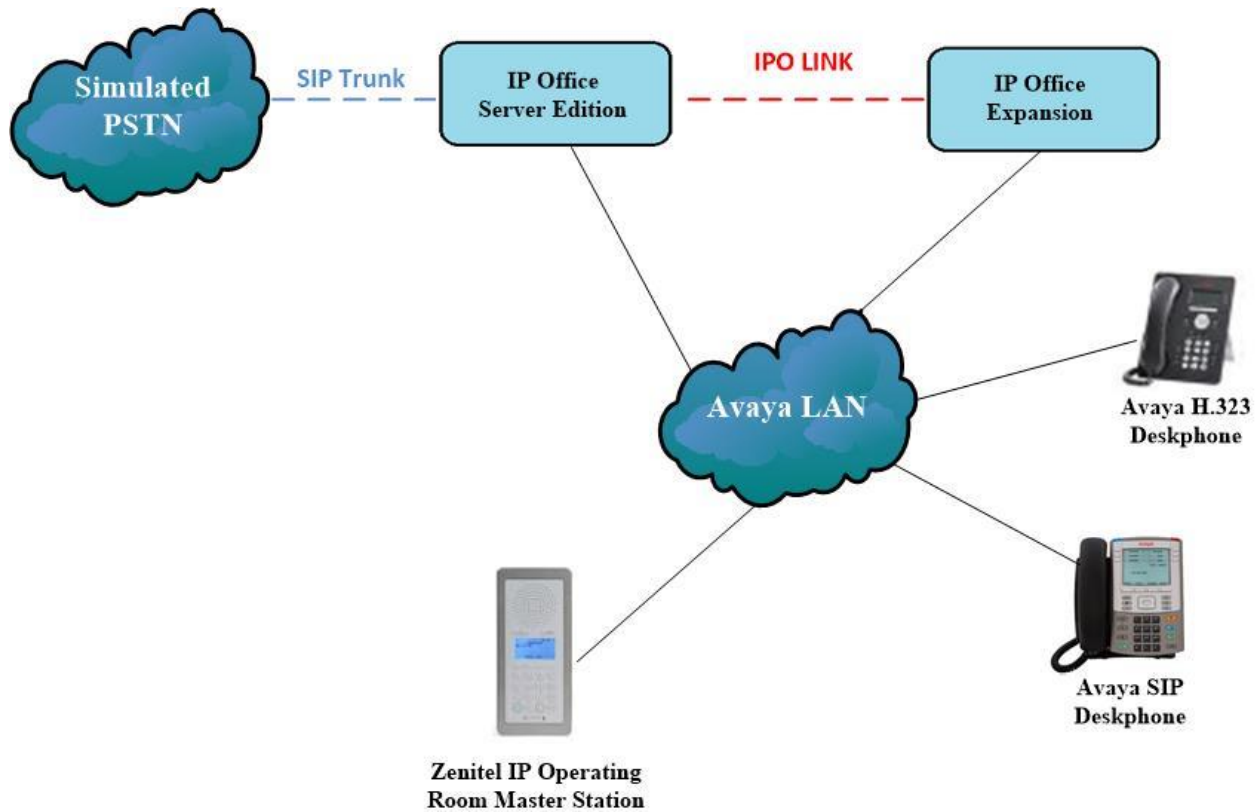 Simulated
PSTN
SIP Trunk
IP Office
Server Edition
IPO LINK
IP Office
Expansion
Avaya LAN
Avaya H.323
Deskphone
Avaya SIP
Deskphone
Zenitel IP Operating
Room Master Station